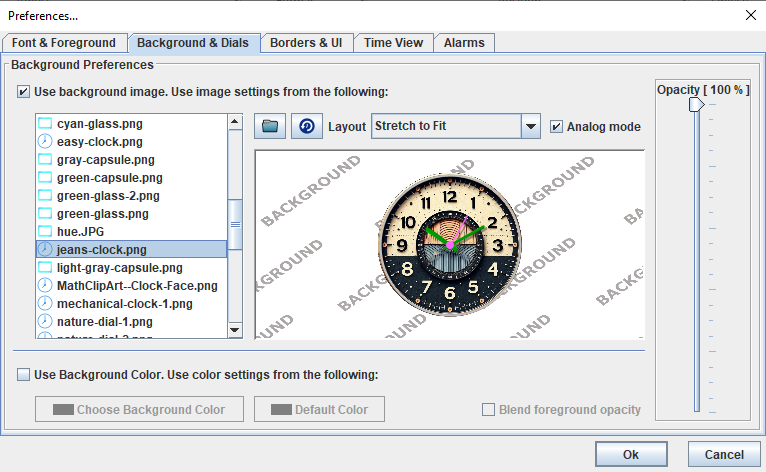 Preferences...
Font & Foreground
Background & Dials
Borders & UI
Time View
Alarms
Background Preferences
Use background image. Use image settings from the following:
Opacity [ 100 % ]
cyan-glass.png
easy-clock.png
gray-capsule.png
green-capsule.png
green-glass-2.png
green-glass.png
hue.JPG
jeans-clock.png
light-gray-capsule.png
MathClipArt--Clock-Face.png
mechanical-clock-1.png
nature-dial-1.png
nature-dial-2.png
Layout
Stretch to Fit
Analog mode
BACKGROUND
BACKGROUND
BACKGROUND
BACKGROUND
BACKGROUND
BACKGROUND
12
1
2
3
4
5
6
7
8
9
10
11
Use Background Color. Use color settings from the following:
Choose Background Color
Default Color
Blend foreground opacity
Ok
Cancel